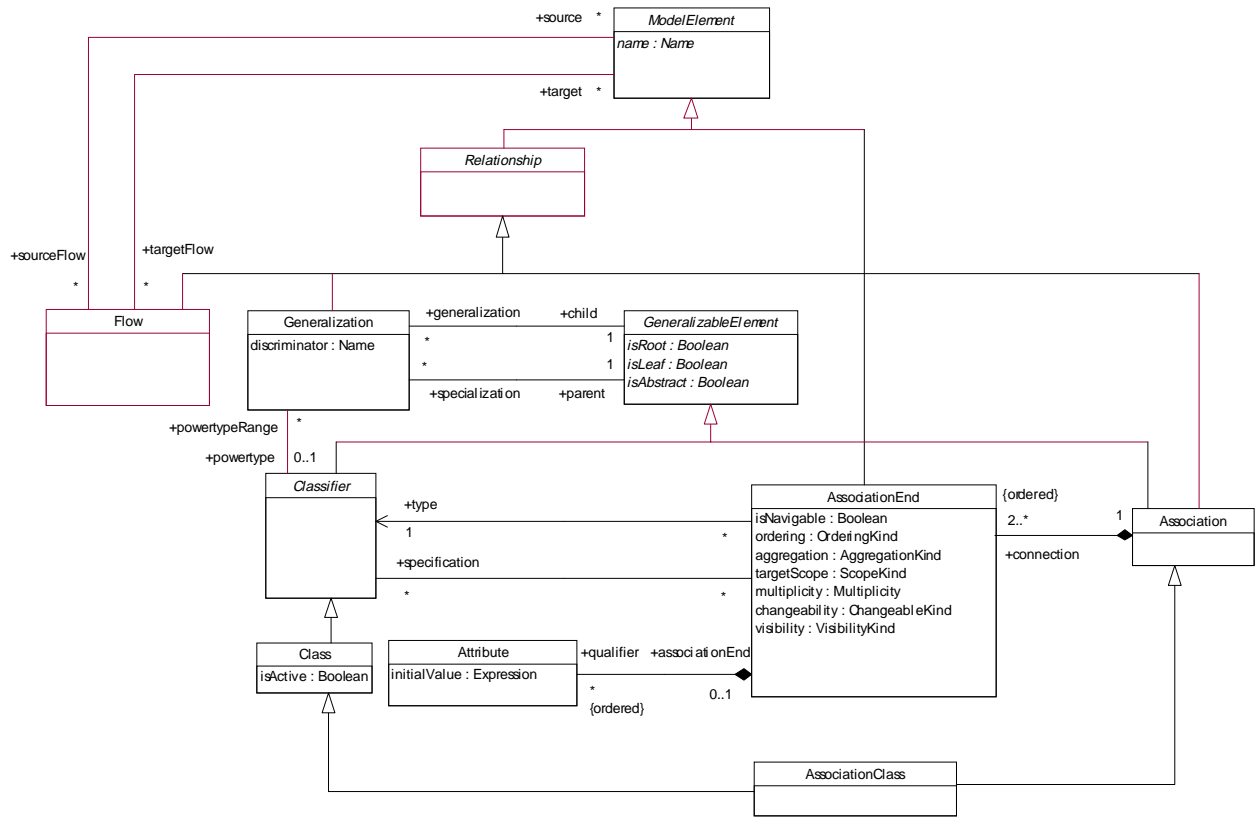 +source
*
ModelElement
name : Name
+target
*
Relationship
+sourceFlow
+targetFlow
*
*
Flow
Generalization
discriminator : Name
+generalization
+child
*
1
*
1
+specialization
+parent
GeneralizableElement
isRoot : Boolean
isLeaf : Boolean
isAbstract : Boolean
+powertypeRange
*
+powertype
0..1
Classifier
+type
1
*
+specification
*
*
AssociationEnd
isNavigable : Boolean
ordering : OrderingKind
aggregation : AggregationKind
targetScope : ScopeKind
multiplicity : Multiplicity
changeability : ChangeableKind
visibility : VisibilityKind
{ordered}
2..*
1
+connection
Association
Class
isActive : Boolean
Attribute
initialValue : Expression
+qualifier
+associationEnd
*
0..1
{ordered}
AssociationClass